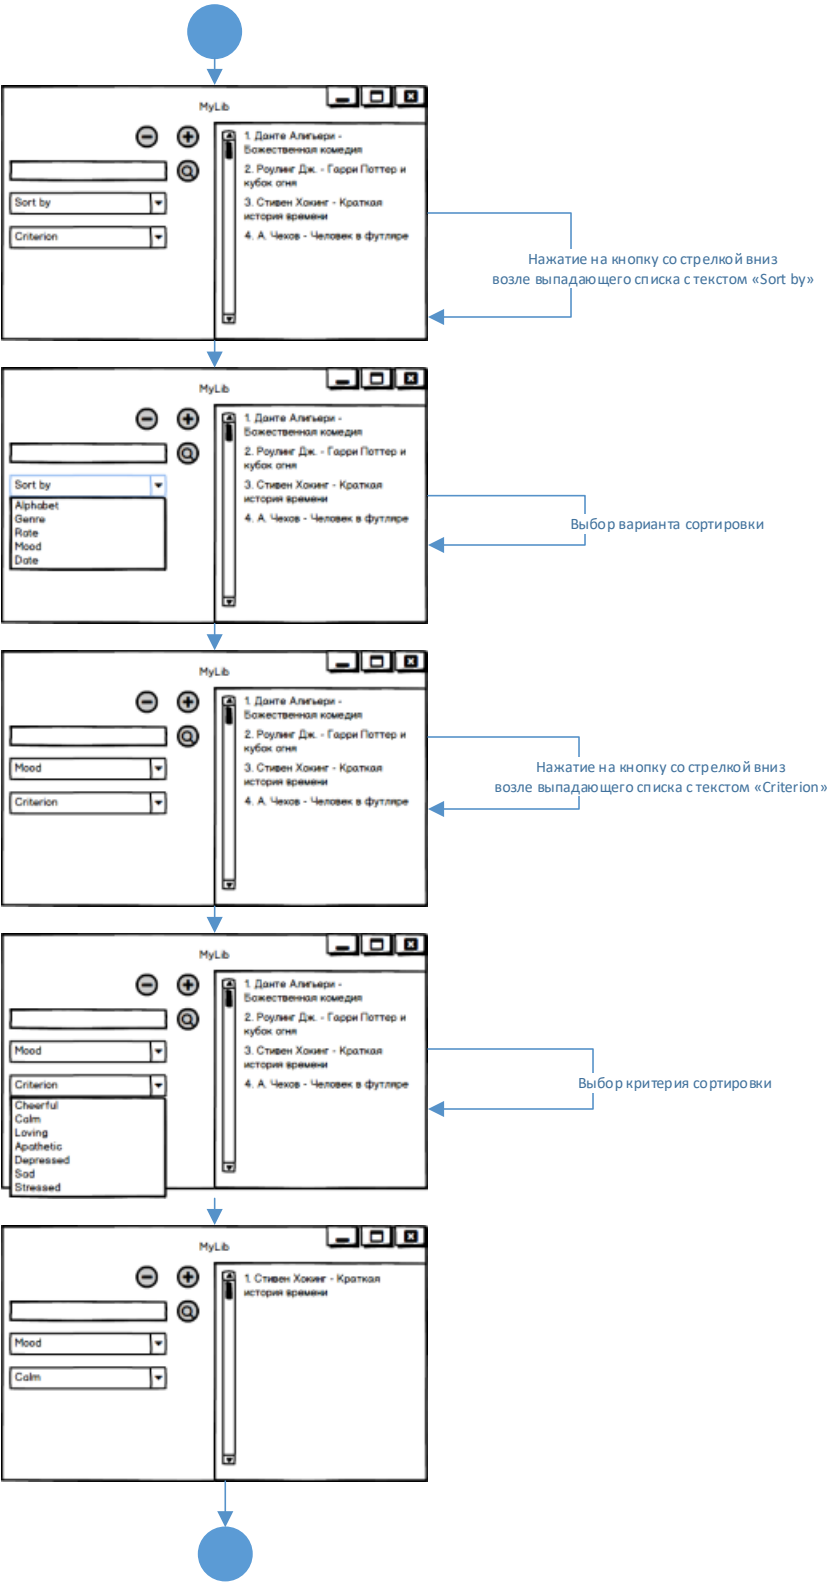 MyLib
1. Данте Алигьери -
Божественная комедия
2. Роулинг Дж. - Гарри Поттер и
кубок огня
Sort by
3. Стивен Хокинг - Краткая
история времени
Criterion
4. А. Чехов - Человек в футляре
Нажатие на кнопку со стрелкой вниз
возле выпадающего списка с текстом «Sort by»
MyLib
1. Данте Алигьери -
Божественная комедия
2. Роулинг Дж. - Гарри Поттер и
кубок огня
Sort by
3. Стивен Хокинг - Краткая
история времени
4. А. Чехов - Человек в футляре
Alphabet
Genre
Rate
Mood
Date
Выбор варианта сортировки
MyLib
1. Данте Алигьери -
Божественная комедия
2. Роулинг Дж. - Гарри Поттер и
кубок огня
Mood
3. Стивен Хокинг - Краткая
история времени
Criterion
4. А. Чехов - Человек в футляре
Нажатие на кнопку со стрелкой вниз
возле выпадающего списка с текстом «Criterion»
MyLib
1. Данте Алигьери -
Божественная комедия
2. Роулинг Дж. - Гарри Поттер и
кубок огня
Mood
3. Стивен Хокинг - Краткая
история времени
Criterion
4. А. Чехов - Человек в футляре
Cheerful
Calm
Loving
Apathetic
Depressed
Sad
Stressed
Выбор критерия сортировки
MyLib
1. Стивен Хокинг - Краткая
история времени
Mood
Calm